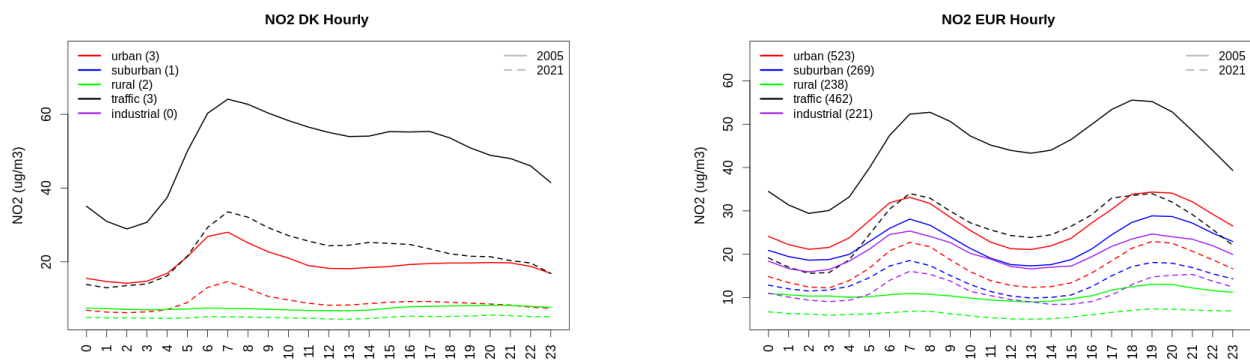 NO2 DK Hourly
NO2 (ug/m3)
20
40
60
urban (3)
suburban (1)
rural (2)
traffic (3)
industrial (0)
2005
2021
0 1 2 3 4 5 6 7 8 9 10 11 12 13 14 15 16 17 18 19 20 21 22 23
NO2 EUR Hourly
NO2 (ug/m3)
10
20
30
40
50
60
urban (523)
suburban (269)
rural (238)
traffic (462)
industrial (221)
2005
2021
0 1 2 3 4 5 6 7 8 9 10 11 12 13 14 15 16 17 18 19 20 21 22 23